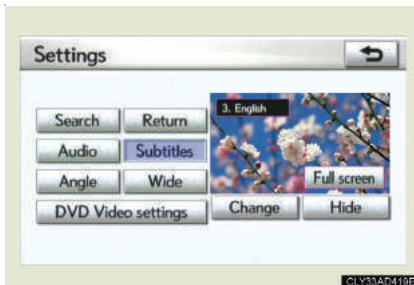 Settings
3. English
Search Return
Audio Subtitles
Full screen
Angle Wide
DVD Video settings Change Hide
CLY33AD419E